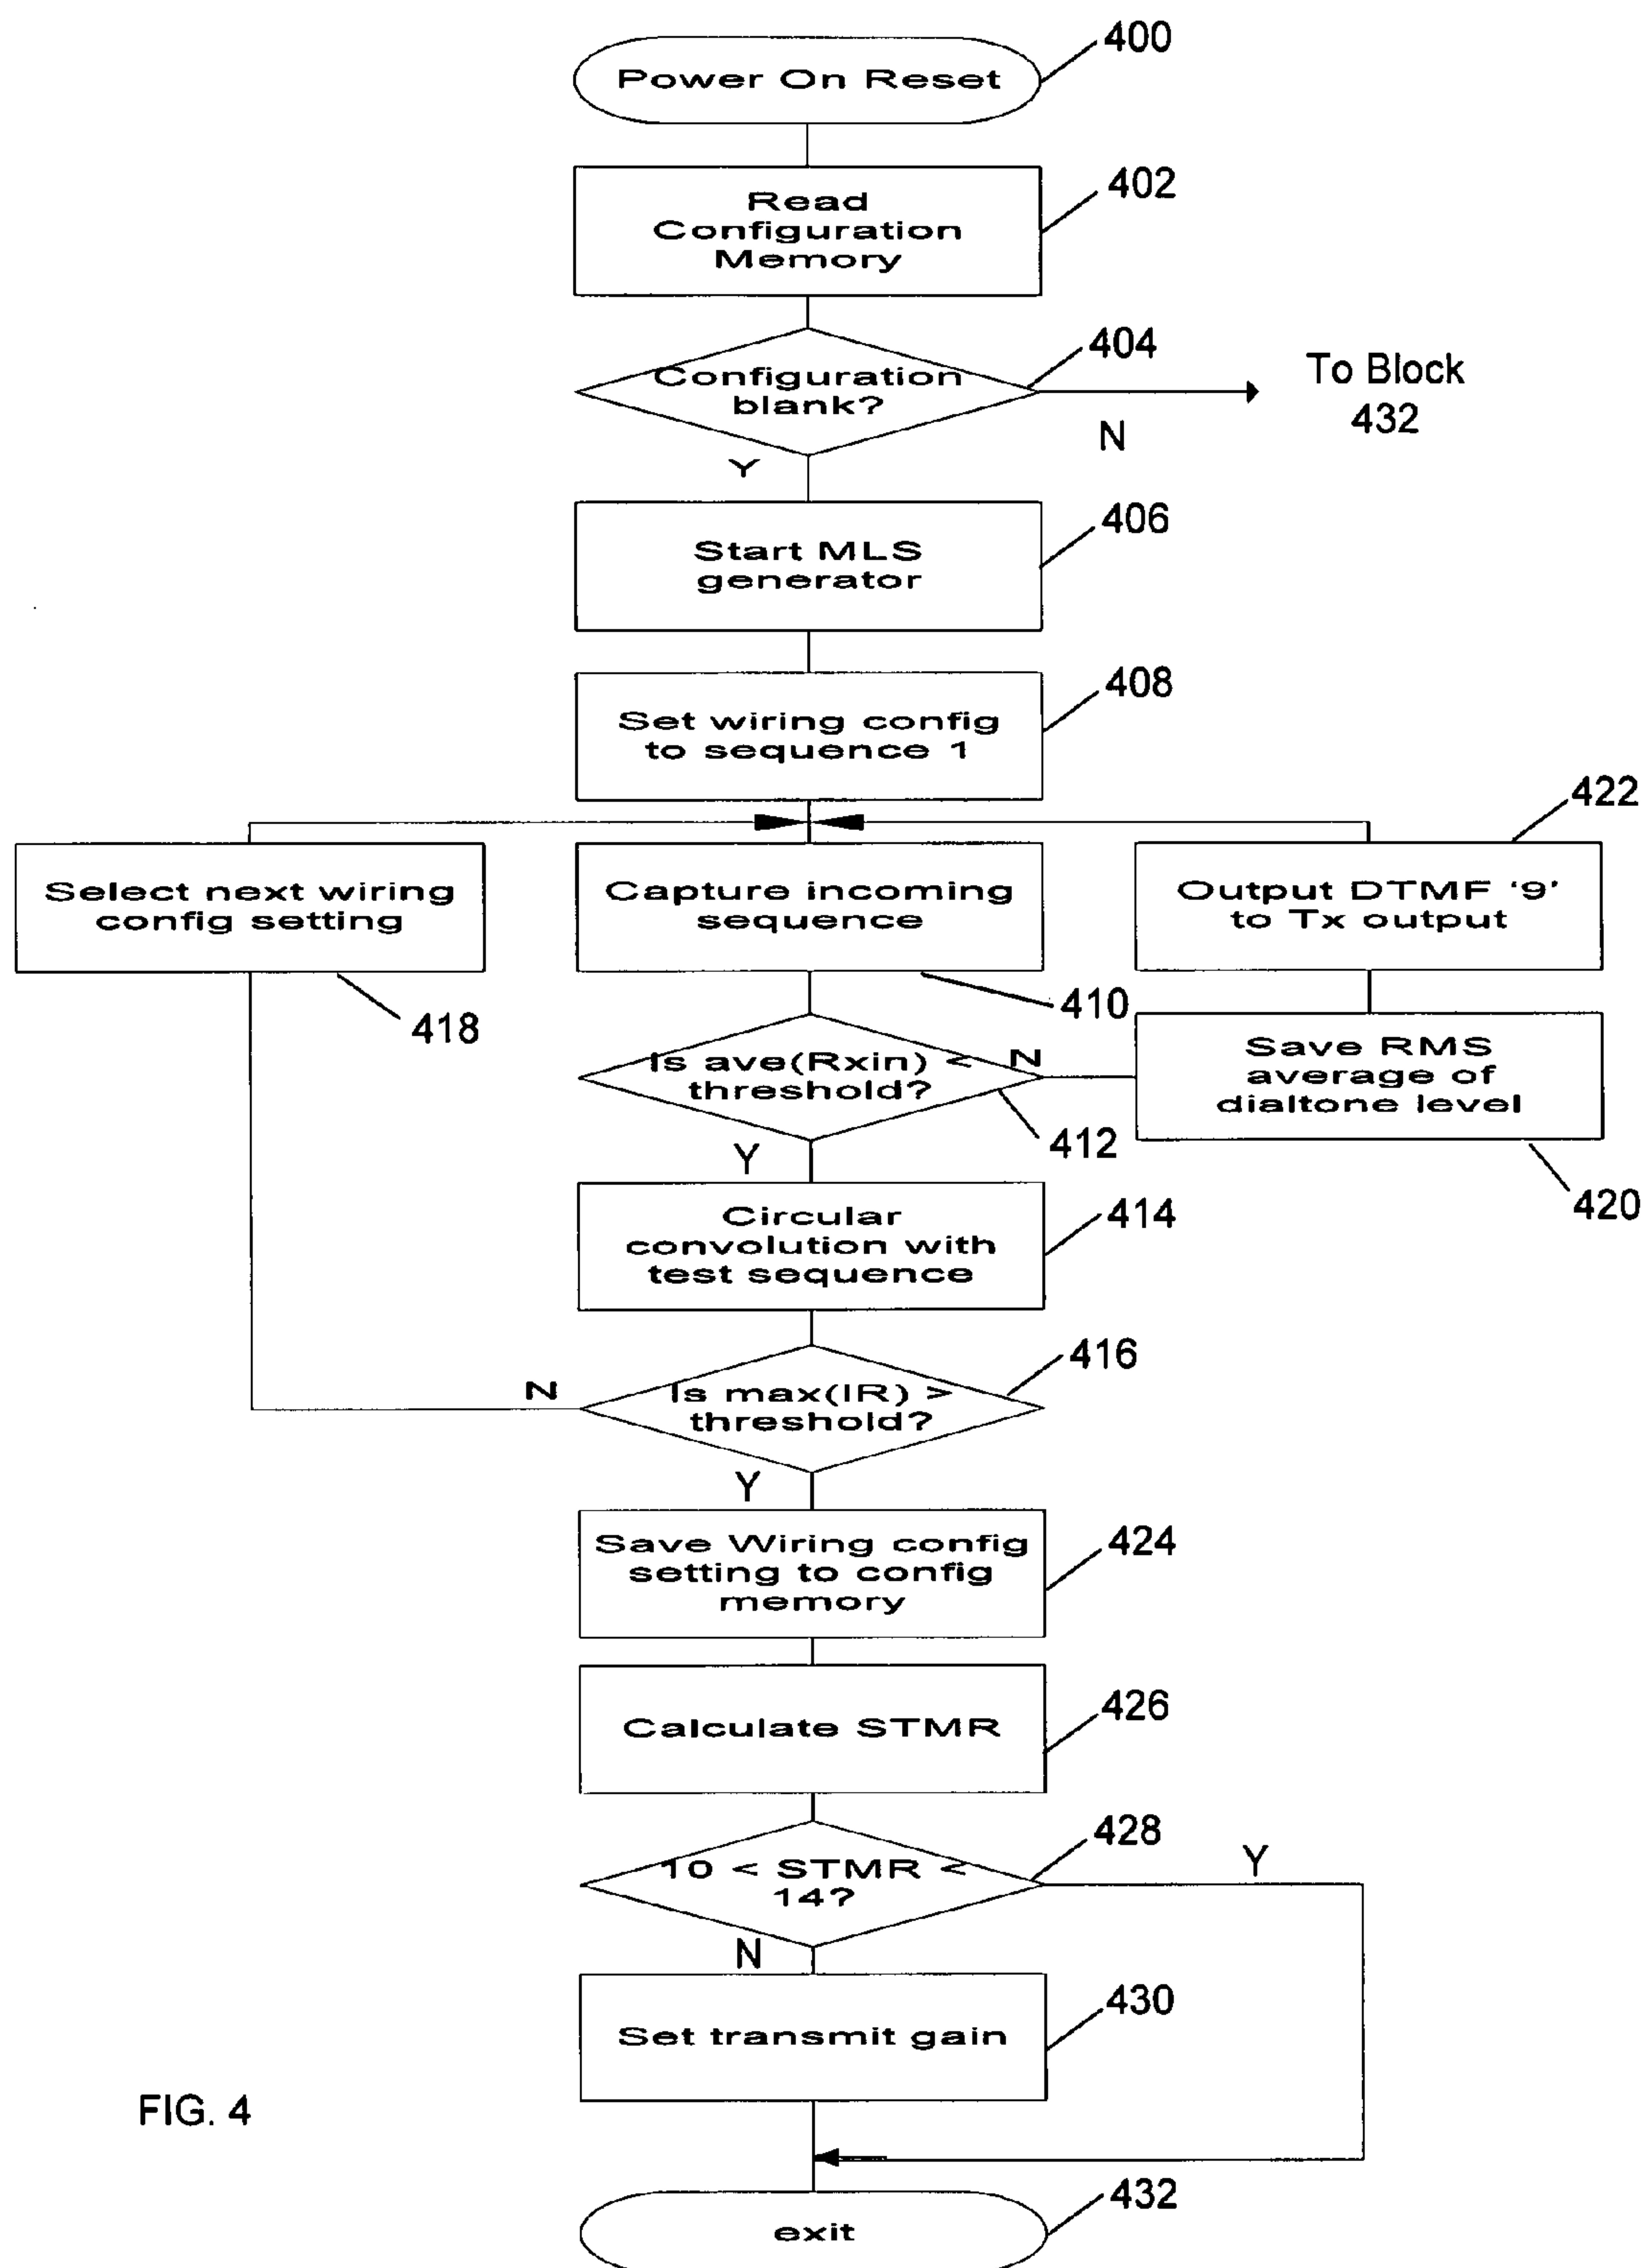 400
Power On Reset
402
Read
Configuration
Memory
404
Configuration
blank?
To Block
432
N
Y
406
Start MLS
generator
408
Set wiring config
to sequence 1
422
Select next wiring
config setting
Capture incoming
sequence
Output DTMF '9'
to Tx output
418
410
Is ave(Rxin) <
threshold?
N
Save RMS
average of
dialtone level
412
Y
420
Circular
convolution with
test sequence
414
416
Is max(IR) >
threshold?
N
Y
424
Save Wiring config
setting to config
memory
426
Calculate STMR
428
10 < STMR <
14?
Y
N
430
Set transmit gain
FIG. 4
432
exit